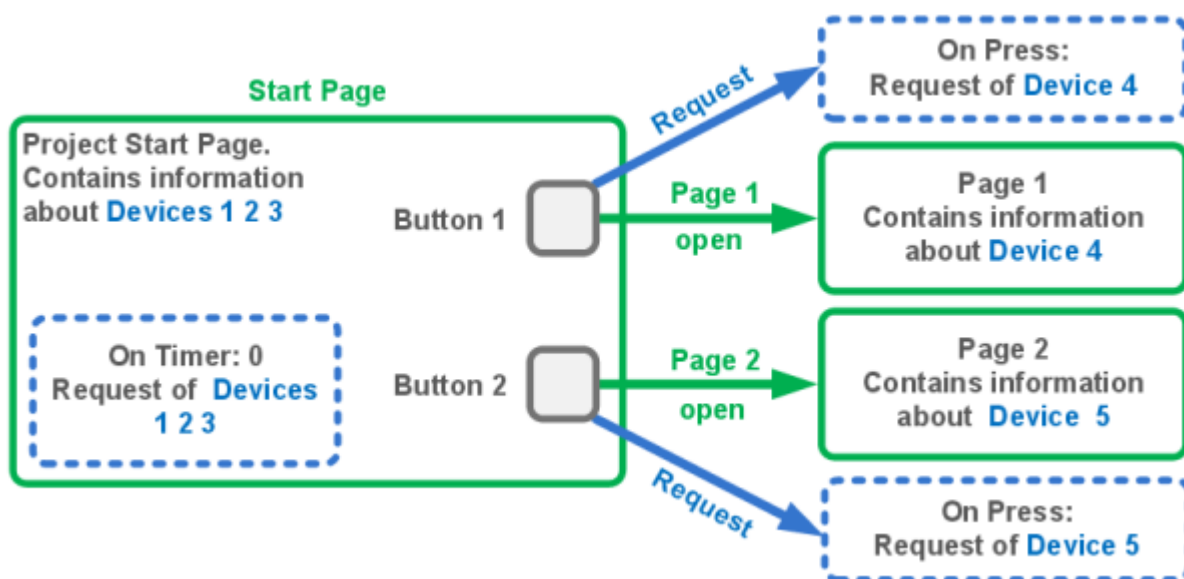 Start Page
Project Start Page.
Contains information
about Devices 1 2 3
On Timer: 0
Request of Devices
1 2 3
Button 1
Button 2
Request
Page 1
open
Page 2
open
Request
On Press:
Request of Device 4
Page 1
Contains information
about Device 4
Page 2
Contains information
about Device 5
On Press:
Request of Device 5